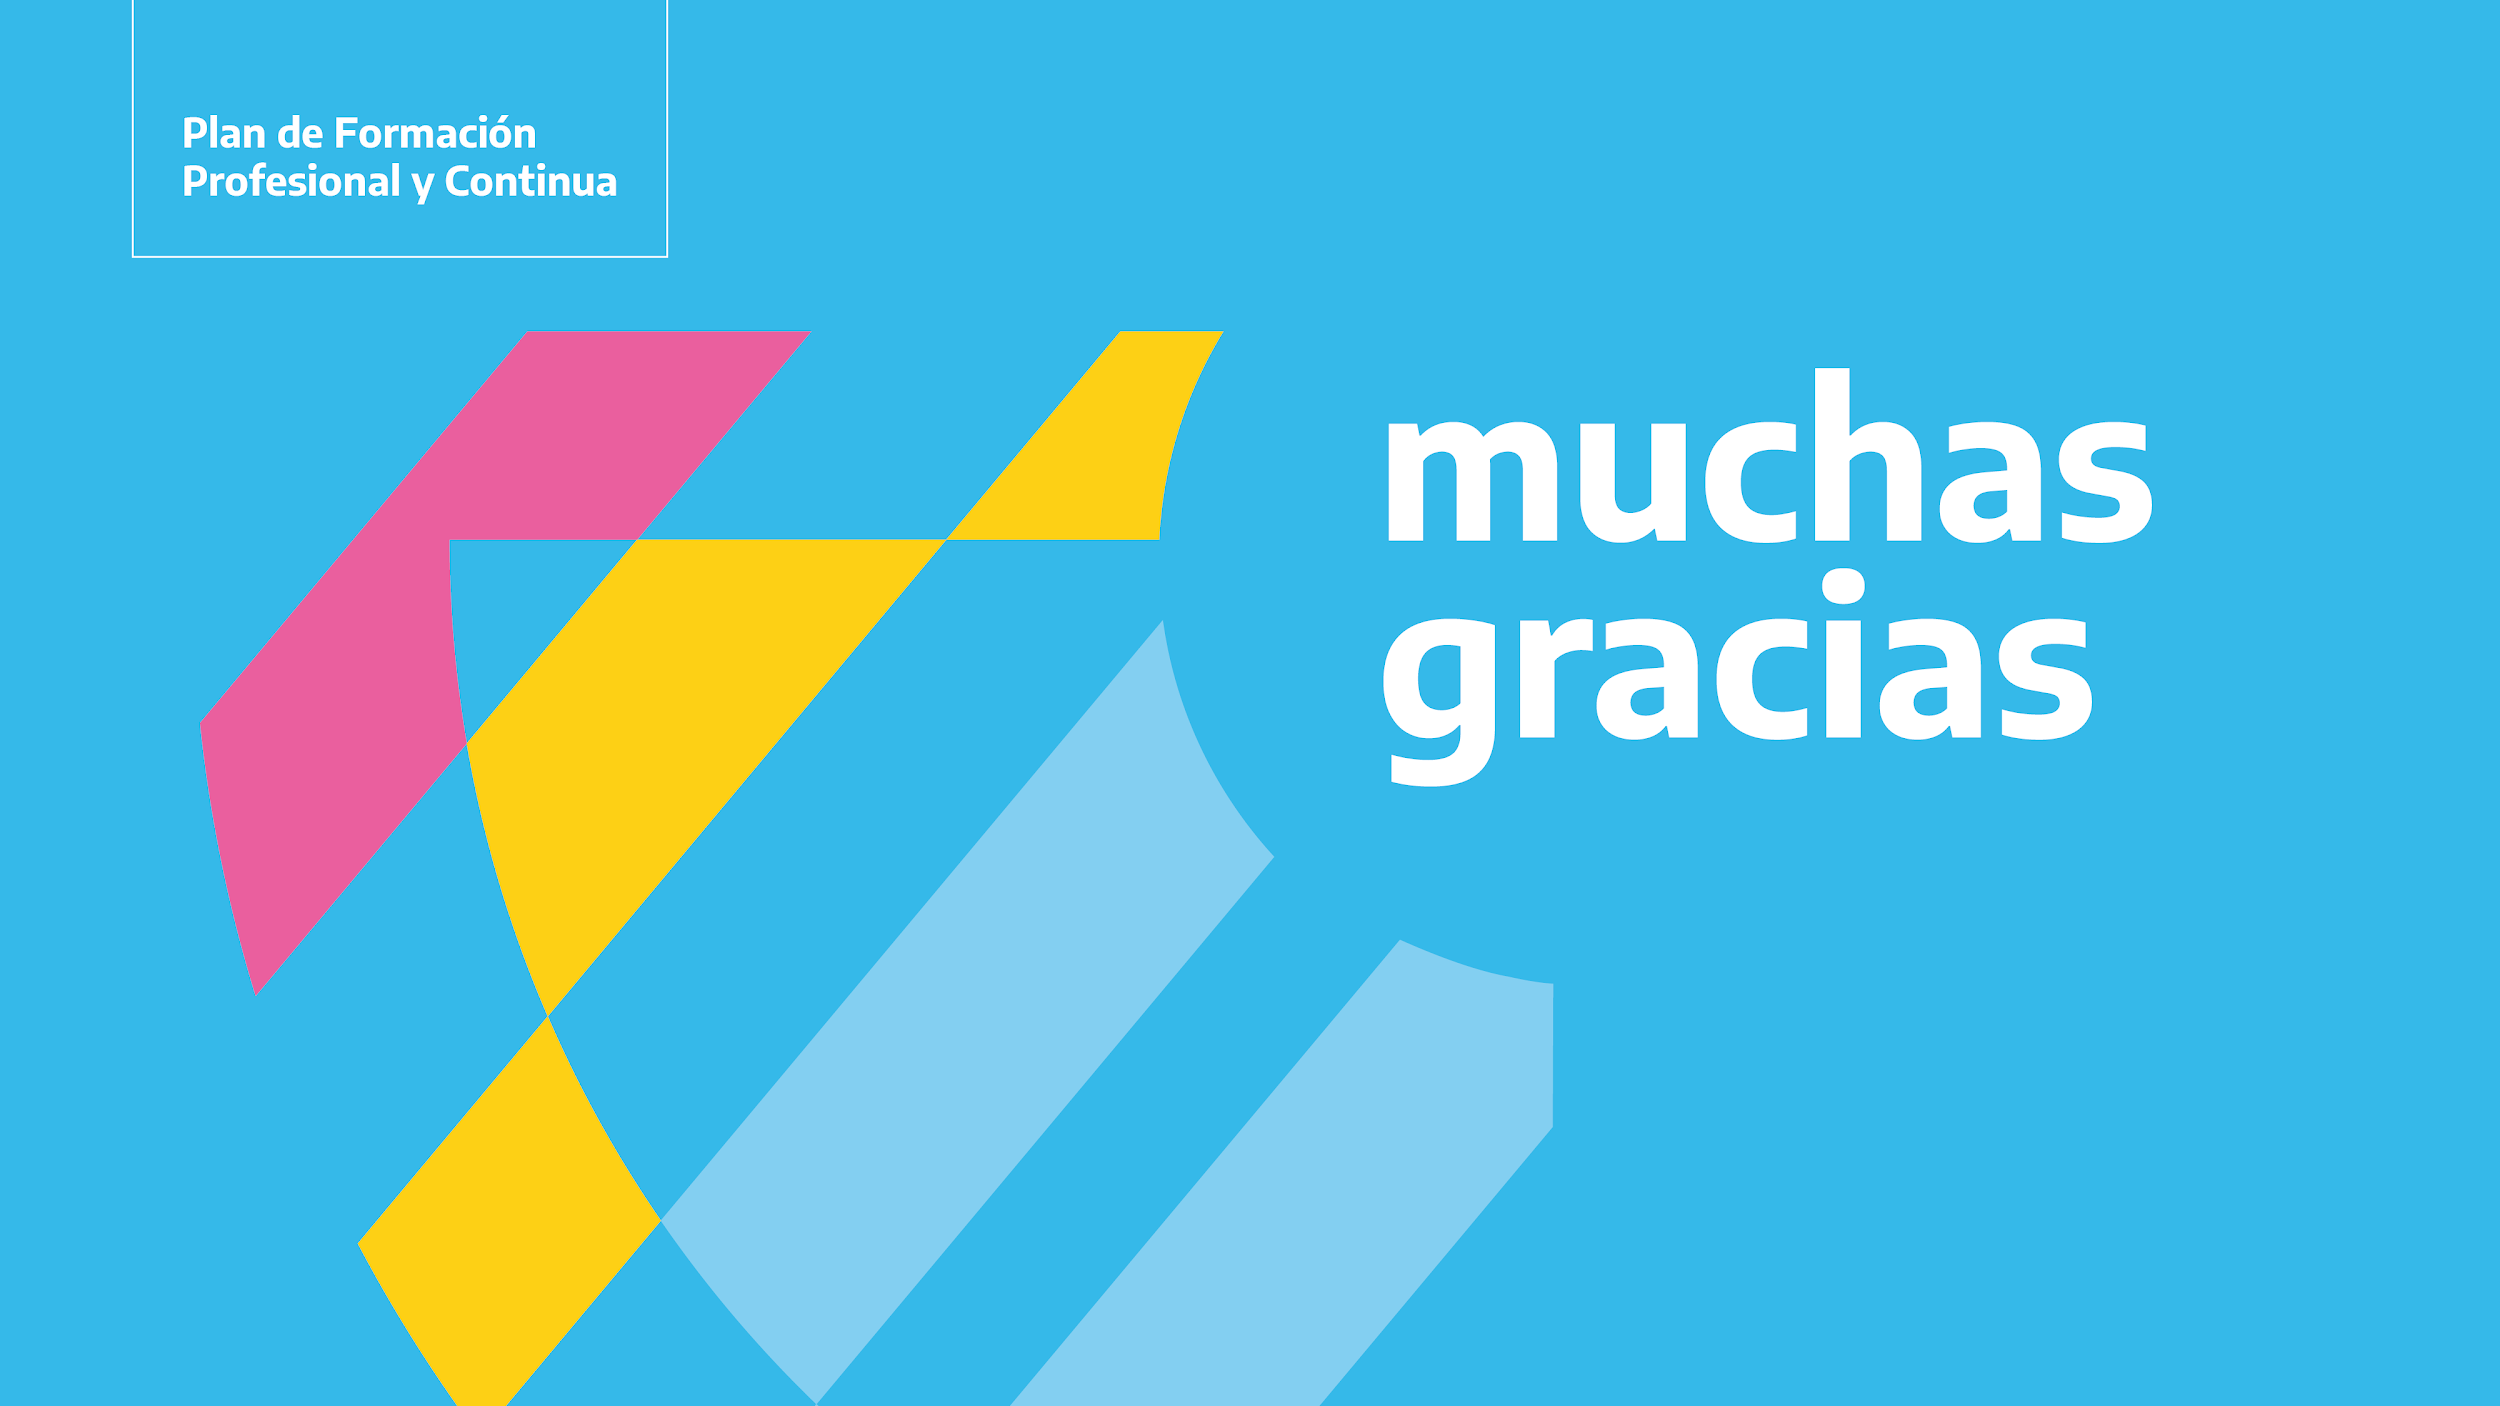 Plan de Formación
Profesional y Continua
muchas
gracias